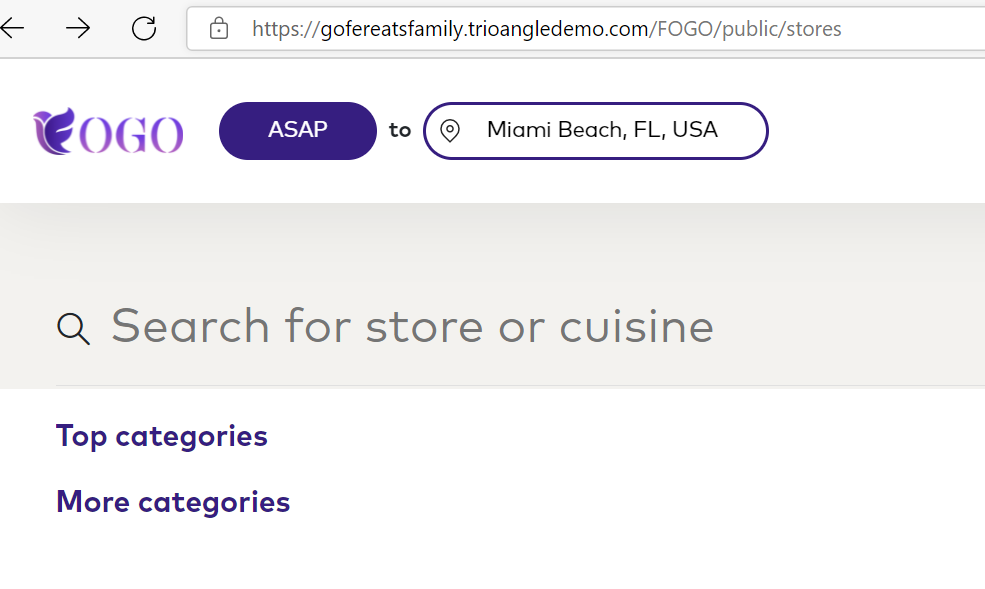 https://gofereatsfamily.trioangledemo.com/FOGO/public/stores
FOGO ASAP to Miami Beach, FL, USA
Search for store or cuisine
Top categories
More categories